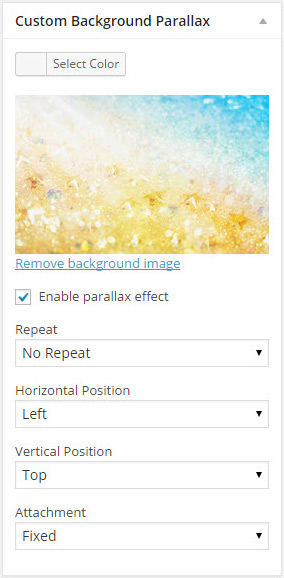 Custom Background Parallax
Select Color
Remove background image
Enable parallax effect
Repeat
No Repeat
Horizontal Position
Left
Vertical Position
Top
Attachment
Fixed